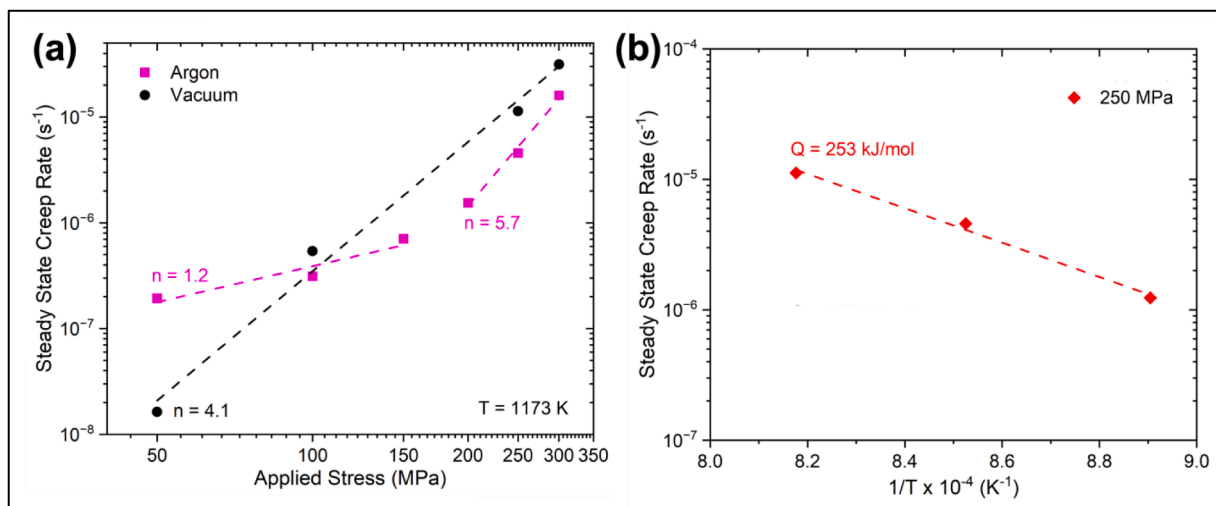 (a)
Argon
Vacuum
Steady State Creep Rate (s⁻¹)
10⁻⁵
10⁻⁶
10⁻⁷
10⁻⁸
n = 1.2
n = 5.7
n = 4.1
T = 1173 K
50 100 150 200 250 300 350
Applied Stress (MPa)
(b)
250 MPa
Q = 253 kJ/mol
Steady State Creep Rate (s⁻¹)
10⁻⁴
10⁻⁵
10⁻⁶
10⁻⁷
8.0 8.2 8.4 8.6 8.8 9.0
1/T x 10⁻⁴ (K⁻¹)